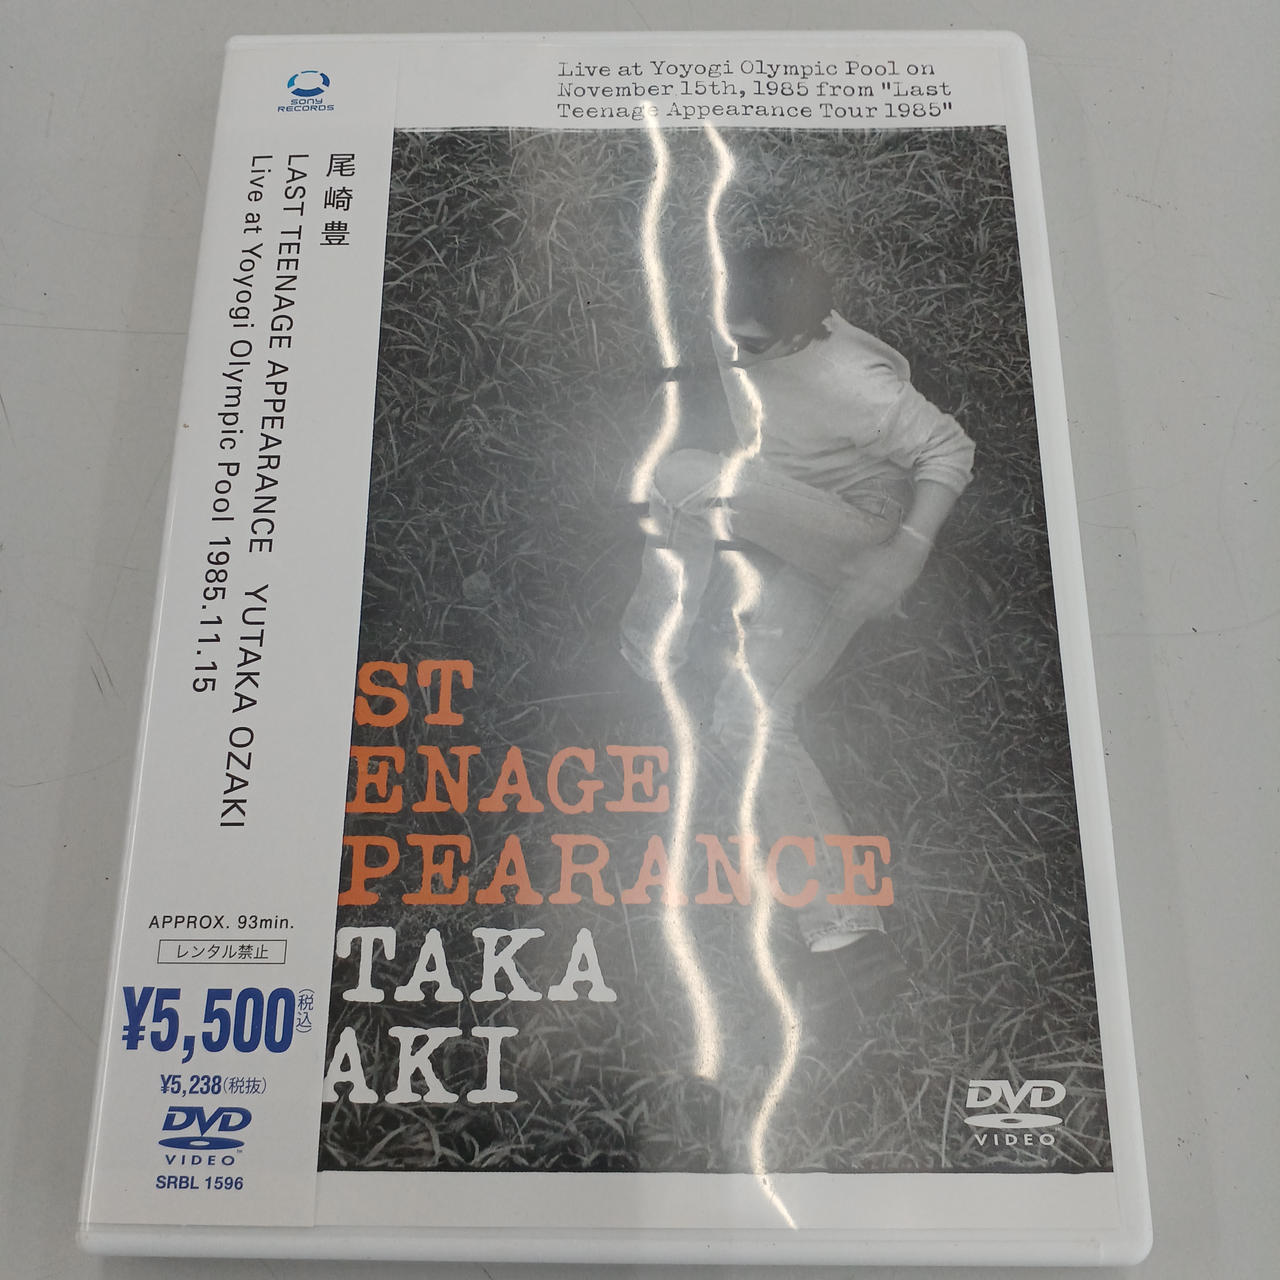 SONY
RECORDS
尾崎豊
LAST TEENAGE APPEARANCE YUTAKA OZAKI
Live at Yoyogi Olympic Pool 1985.11.15
APPROX. 93min.
レンタル禁止
¥5,500(税込)
¥5,238(税抜)
DVD
VIDEO
SRBL 1596
Live at Yoyogi Olympic Pool on
November 15th, 1985 from "Last
Teenage Appearance Tour 1985"
ST
ENAGE
PEARANCE
TAKA
AKI
DVD
VIDEO